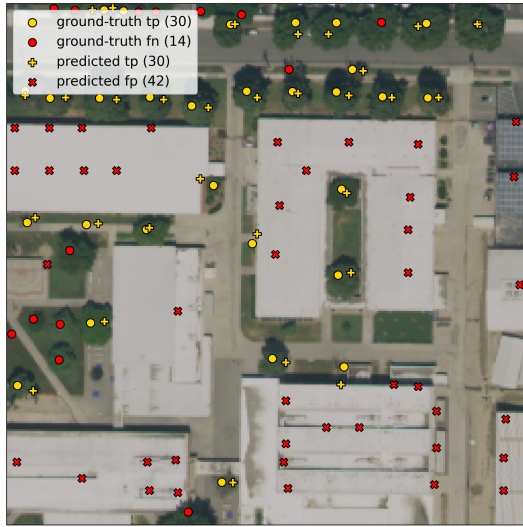 ground-truth tp (30)
ground-truth fn (14)
predicted tp (30)
predicted fp (42)